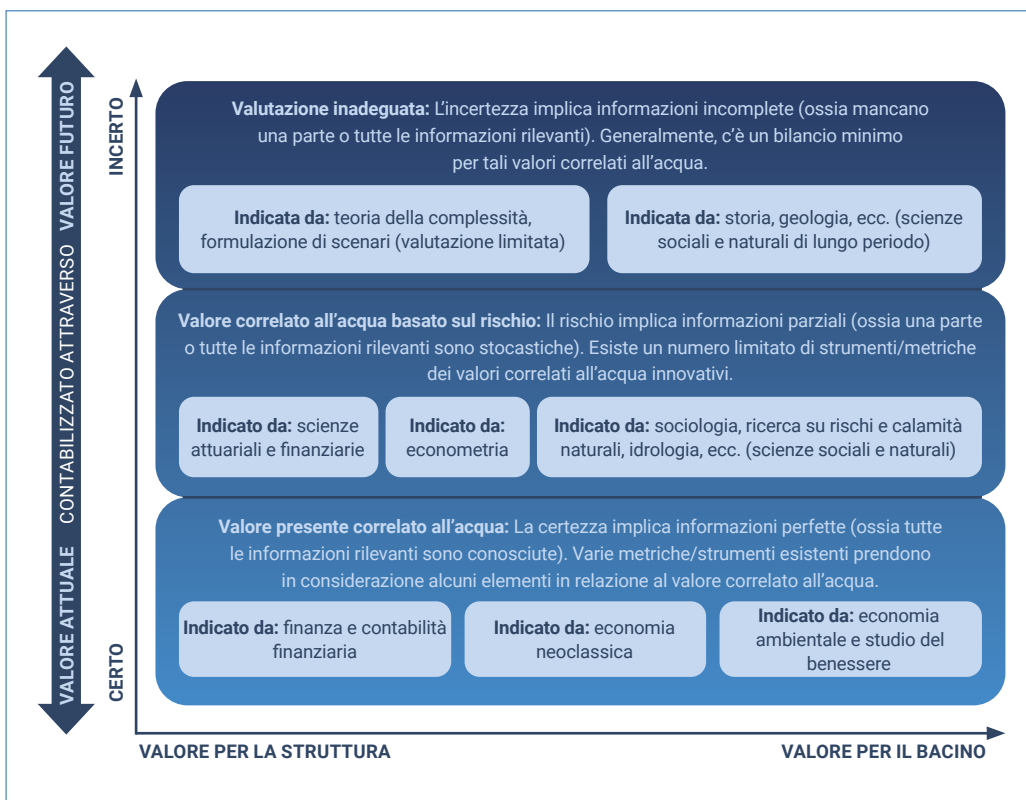 VALORE FUTURO
CONTABILIZZATO ATTRAVERSO
VALORE ATTUALE
INCERTO
CERTO
Valutazione inadeguata: L'incertezza implica informazioni incomplete (ossia mancano
una parte o tutte le informazioni rilevanti). Generalmente, c'è un bilancio minimo
per tali valori correlati all'acqua.
Indicata da: teoria della complessità,
formulazione di scenari (valutazione limitata)
Indicata da: storia, geologia, ecc. (scienze
sociali e naturali di lungo periodo)
Valore correlato all'acqua basato sul rischio: Il rischio implica informazioni parziali (ossia una parte
o tutte le informazioni rilevanti sono stocastiche). Esiste un numero limitato di strumenti/metriche
dei valori correlati all'acqua innovativi.
Indicato da: scienze
attuariali e finanziarie
Indicato da:
econometria
Indicato da: sociologia, ricerca su rischi e calamità
naturali, idrologia, ecc. (scienze sociali e naturali)
Valore presente correlato all'acqua: La certezza implica informazioni perfette (ossia tutte
le informazioni rilevanti sono conosciute). Varie metriche/strumenti esistenti prendono
in considerazione alcuni elementi in relazione al valore correlato all'acqua.
Indicato da: finanza e contabilità
finanziaria
Indicato da: economia
neoclassica
Indicato da: economia
ambientale e studio del
benessere
VALORE PER LA STRUTTURA
VALORE PER IL BACINO